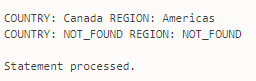 COUNTRY: Canada REGION: Americas
COUNTRY: NOT_FOUND REGION: NOT_FOUND
Statement processed.